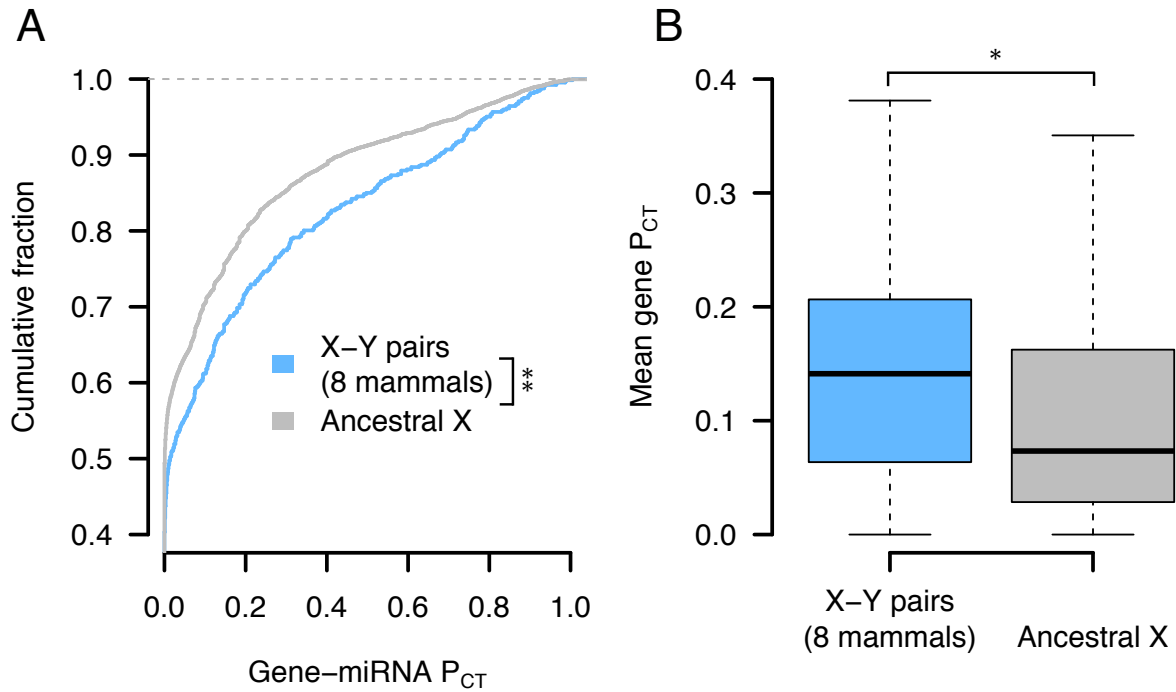 A
1.0
0.9
0.8
0.7
0.6
0.5
0.4
Cumulative fraction
X−Y pairs
(8 mammals)
Ancestral X
**
0.0 0.2 0.4 0.6 0.8 1.0
Gene−miRNA PCT
B
*
0.4
0.3
0.2
0.1
0.0
Mean gene PCT
X−Y pairs
(8 mammals)
Ancestral X